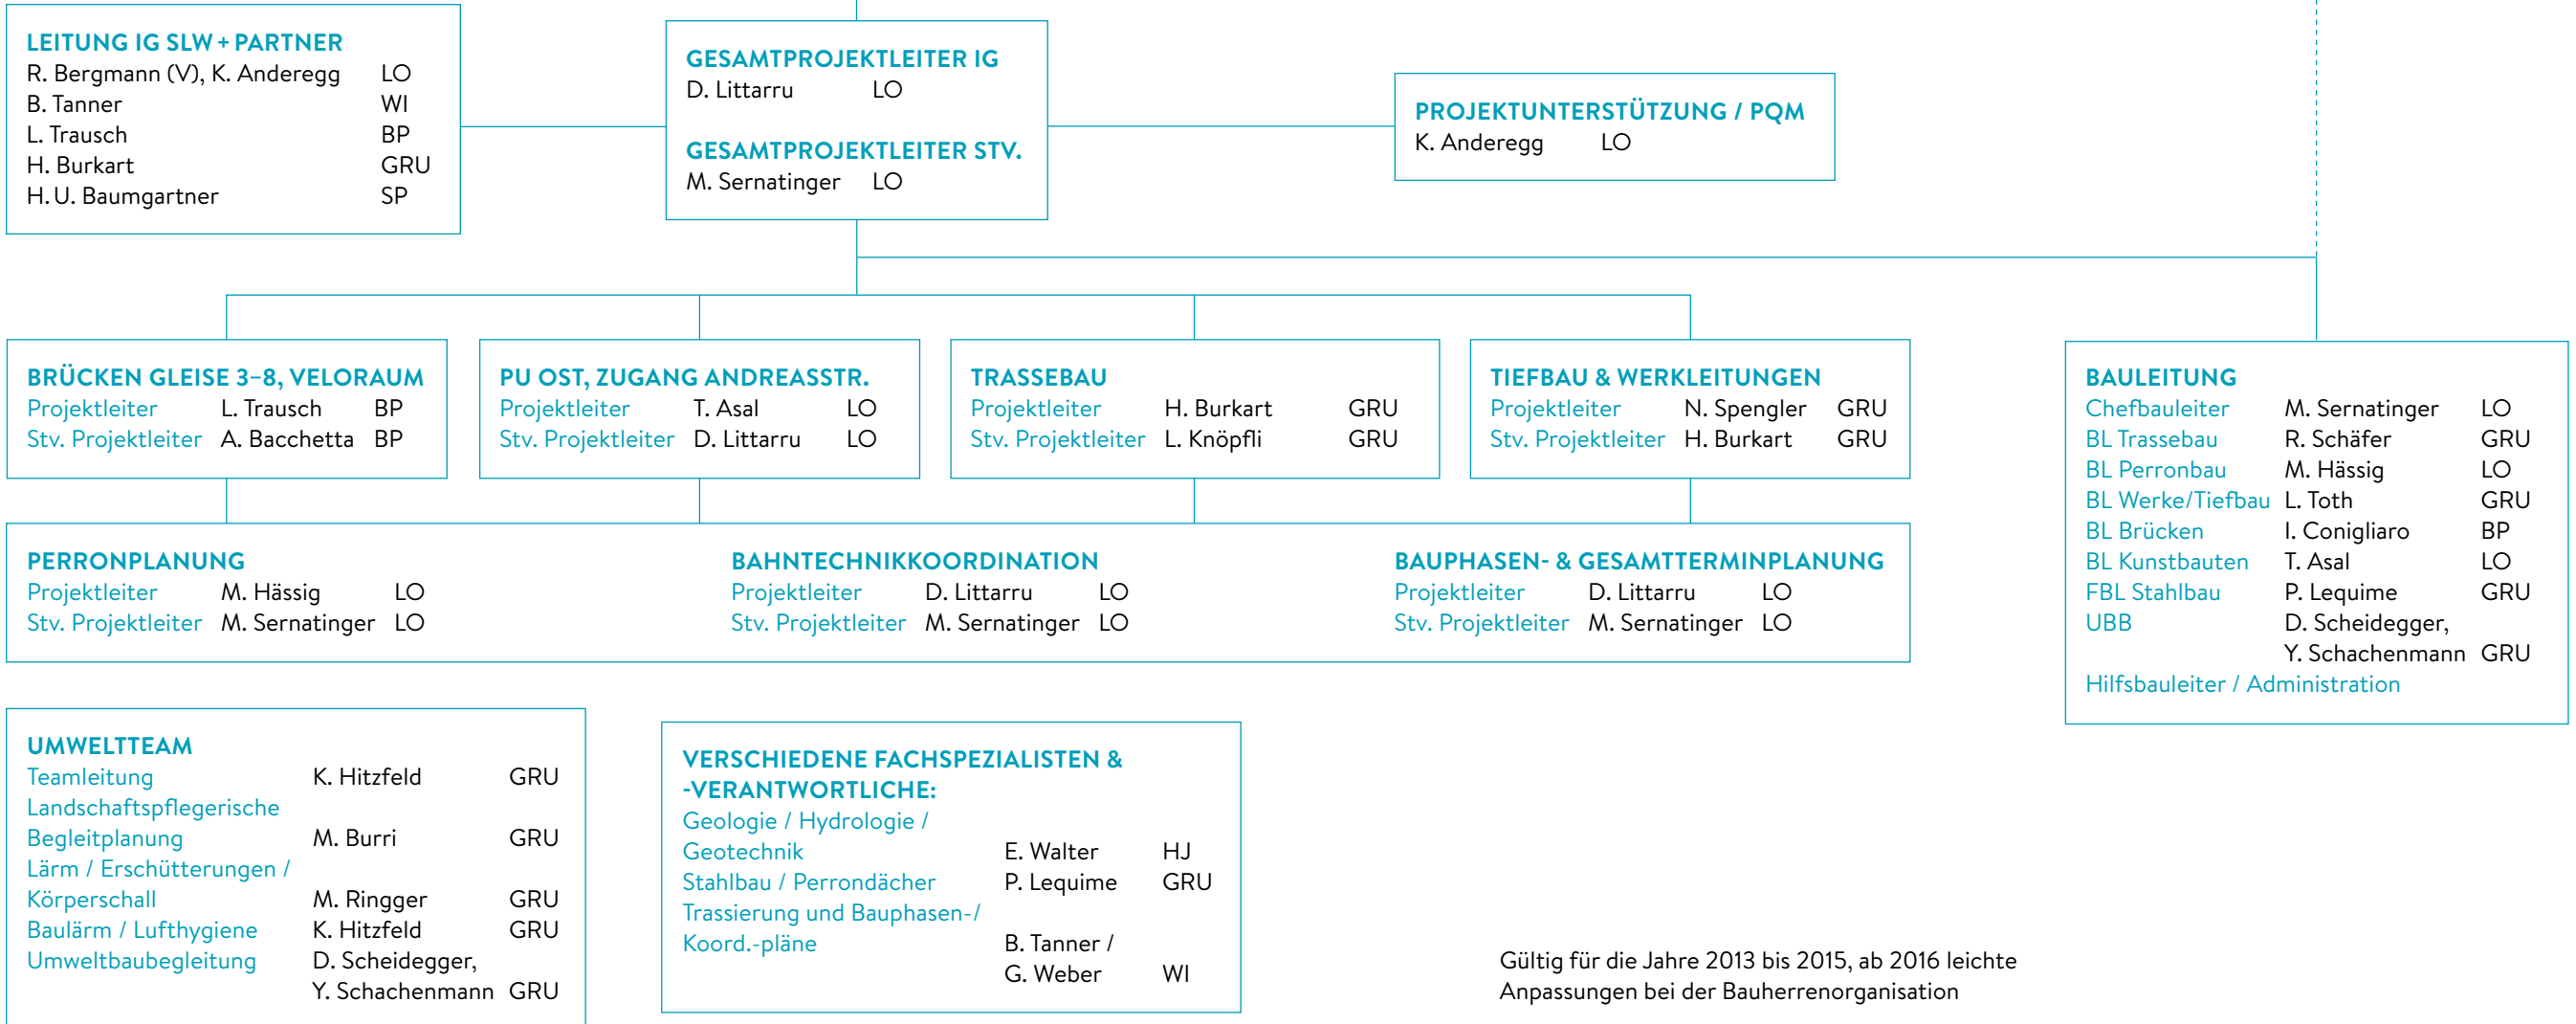 LEITUNG IG SLW + PARTNER
R. Bergmann (V), K. Anderegg LO
B. Tanner WI
L. Trausch BP
H. Burkart GRU
H. U. Baumgartner SP
GESAMTPROJEKTLEITER IG
D. Littarru LO
GESAMTPROJEKTLEITER STV.
M. Sernatinger LO
PROJEKTUNTERSTÜTZUNG / PQM
K. Anderegg LO
BRÜCKEN GLEISE 3–8, VELORAUM
Projektleiter L. Trausch BP
Stv. Projektleiter A. Bacchetta BP
PU OST, ZUGANG ANDREASSTR.
Projektleiter T. Asal LO
Stv. Projektleiter D. Littarru LO
TRASSEBAU
Projektleiter H. Burkart GRU
Stv. Projektleiter L. Knöpfli GRU
TIEFBAU & WERKLEITUNGEN
Projektleiter N. Spengler GRU
Stv. Projektleiter H. Burkart GRU
BAULEITUNG
Chefbauleiter M. Sernatinger LO
BL Trassebau R. Schäfer GRU
BL Perronbau M. Hässig LO
BL Werke/Tiefbau L. Toth GRU
BL Brücken I. Conigliaro BP
BL Kunstbauten T. Asal LO
FBL Stahlbau P. Lequime GRU
UBB D. Scheidegger,
Y. Schachenmann GRU
Hilfsbauleiter / Administration
PERRONPLANUNG
Projektleiter M. Hässig LO
Stv. Projektleiter M. Sernatinger LO
BAHNTECHNIKKOORDINATION
Projektleiter D. Littarru LO
Stv. Projektleiter M. Sernatinger LO
BAUPHASEN- & GESAMTTERMINPLANUNG
Projektleiter D. Littarru LO
Stv. Projektleiter M. Sernatinger LO
UMWELTTEAM
Teamleitung K. Hitzfeld GRU
Landschaftspflegerische
Begleitplanung M. Burri GRU
Lärm / Erschütterungen /
Körperschall M. Ringger GRU
Baulärm / Lufthygiene K. Hitzfeld GRU
Umweltbaubegleitung D. Scheidegger,
Y. Schachenmann GRU
VERSCHIEDENE FACHSPEZIALISTEN &
-VERANTWORTLICHE:
Geologie / Hydrologie /
Geotechnik E. Walter HJ
Stahlbau / Perrondächer P. Lequime GRU
Trassierung und Bauphasen-/
Koord.-pläne B. Tanner /
G. Weber WI
Gültig für die Jahre 2013 bis 2015, ab 2016 leichte
Anpassungen bei der Bauherrenorganisation